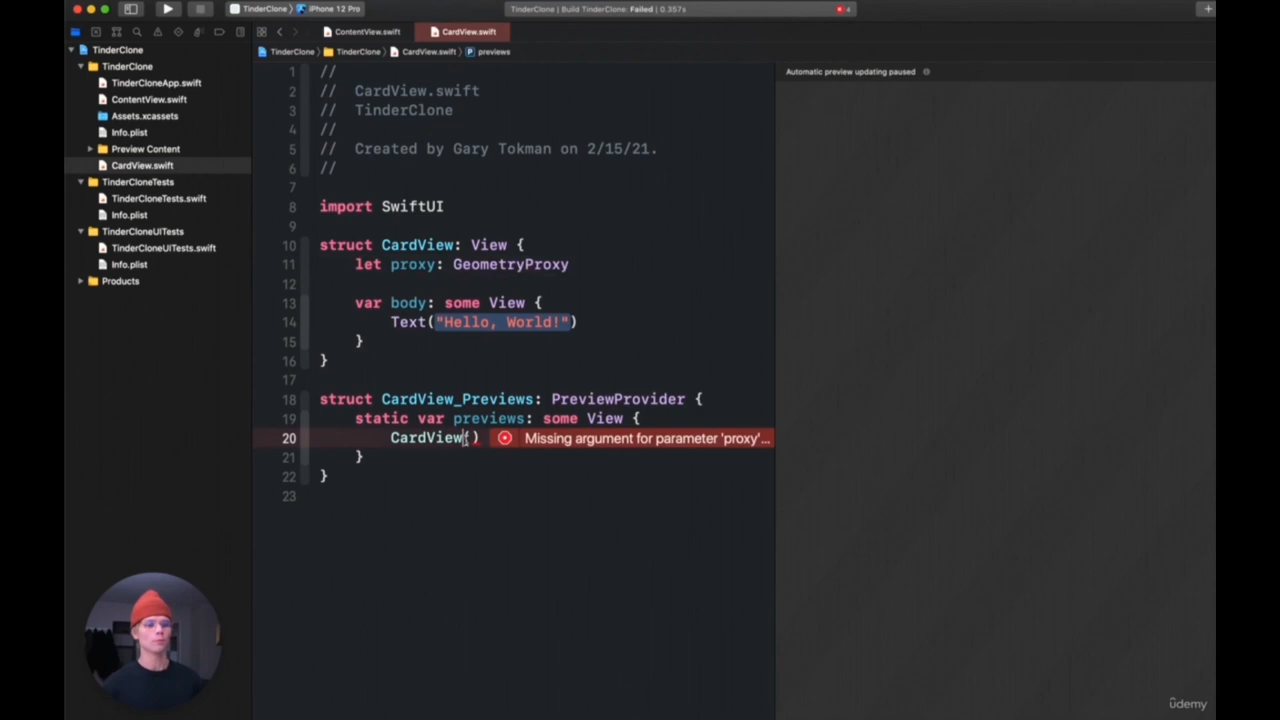 TinderClone
iPhone 12 Pro
TinderClone | Build TinderClone: Failed | 0.357s
4
ContentView.swift
CardView.swift
TinderClone
TinderClone
CardView.swift
P previews
TinderClone
TinderClone
TinderCloneApp.swift
ContentView.swift
Assets.xcassets
Info.plist
Preview Content
CardView.swift
TinderCloneTests
TinderCloneTests.swift
Info.plist
TinderCloneUITests
TinderCloneUITests.swift
Info.plist
Products
1 //
2 // CardView.swift
3 // TinderClone
4 //
5 // Created by Gary Tokman on 2/15/21.
6 //
7
8 import SwiftUI
9
10 struct CardView: View {
11 let proxy: GeometryProxy
12
13 var body: some View {
14 Text("Hello, World!")
15 }
16 }
17
18 struct CardView_Previews: PreviewProvider {
19 static var previews: some View {
20 CardView() Missing argument for parameter 'proxy'...
21 }
22 }
23
Automatic preview updating paused
ûdemy